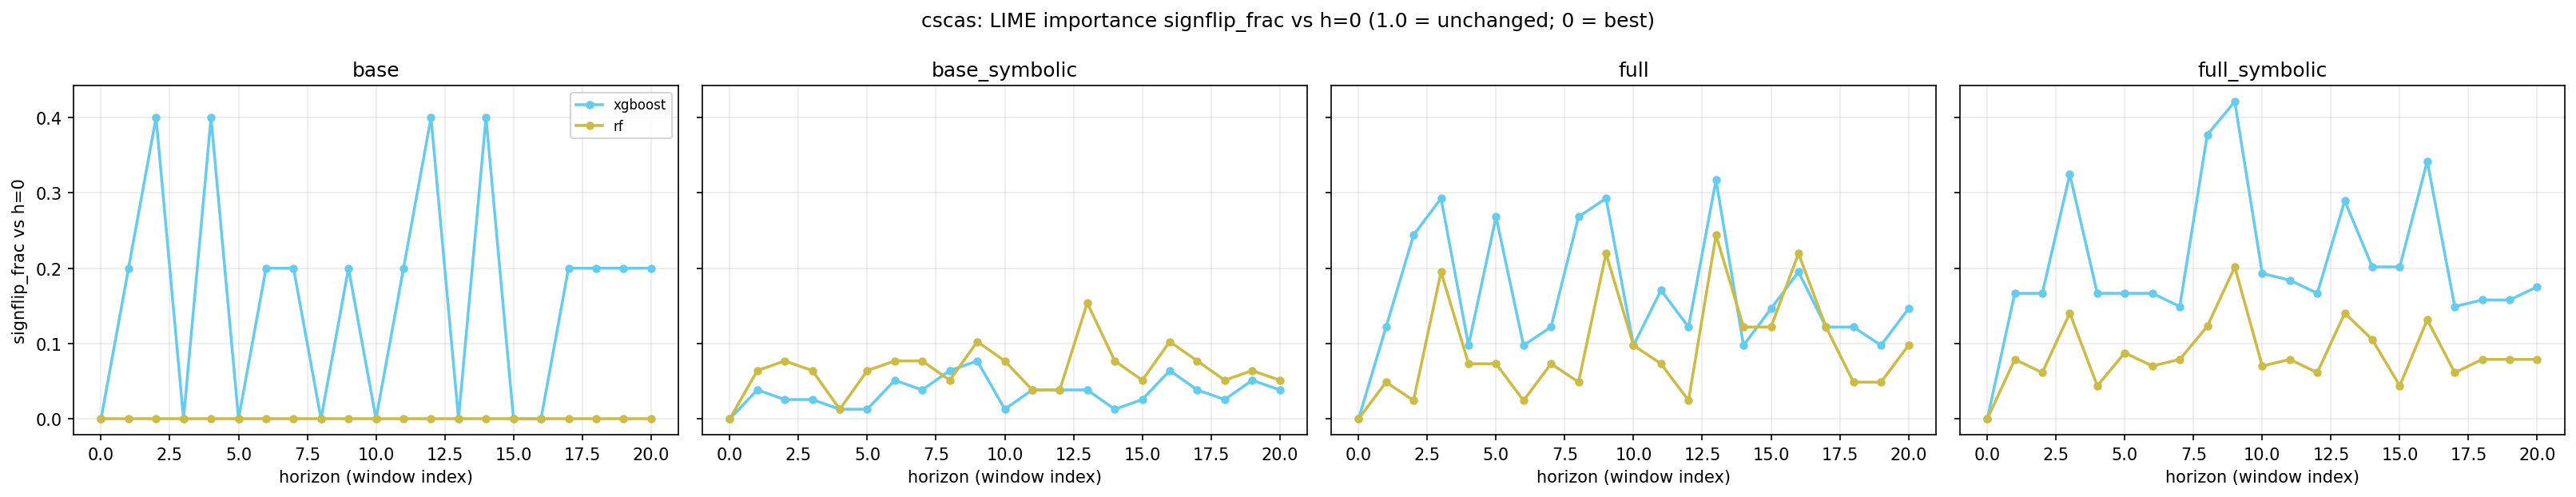 cscas: LIME importance signflip_frac vs h=0 (1.0 = unchanged; 0 = best)
base
base_symbolic
full
full_symbolic
signflip_frac vs h=0
0.4
0.3
0.2
0.1
0.0
xgboost
rf
0.0 2.5 5.0 7.5 10.0 12.5 15.0 17.5 20.0
0.0 2.5 5.0 7.5 10.0 12.5 15.0 17.5 20.0
0.0 2.5 5.0 7.5 10.0 12.5 15.0 17.5 20.0
0.0 2.5 5.0 7.5 10.0 12.5 15.0 17.5 20.0
horizon (window index)
horizon (window index)
horizon (window index)
horizon (window index)